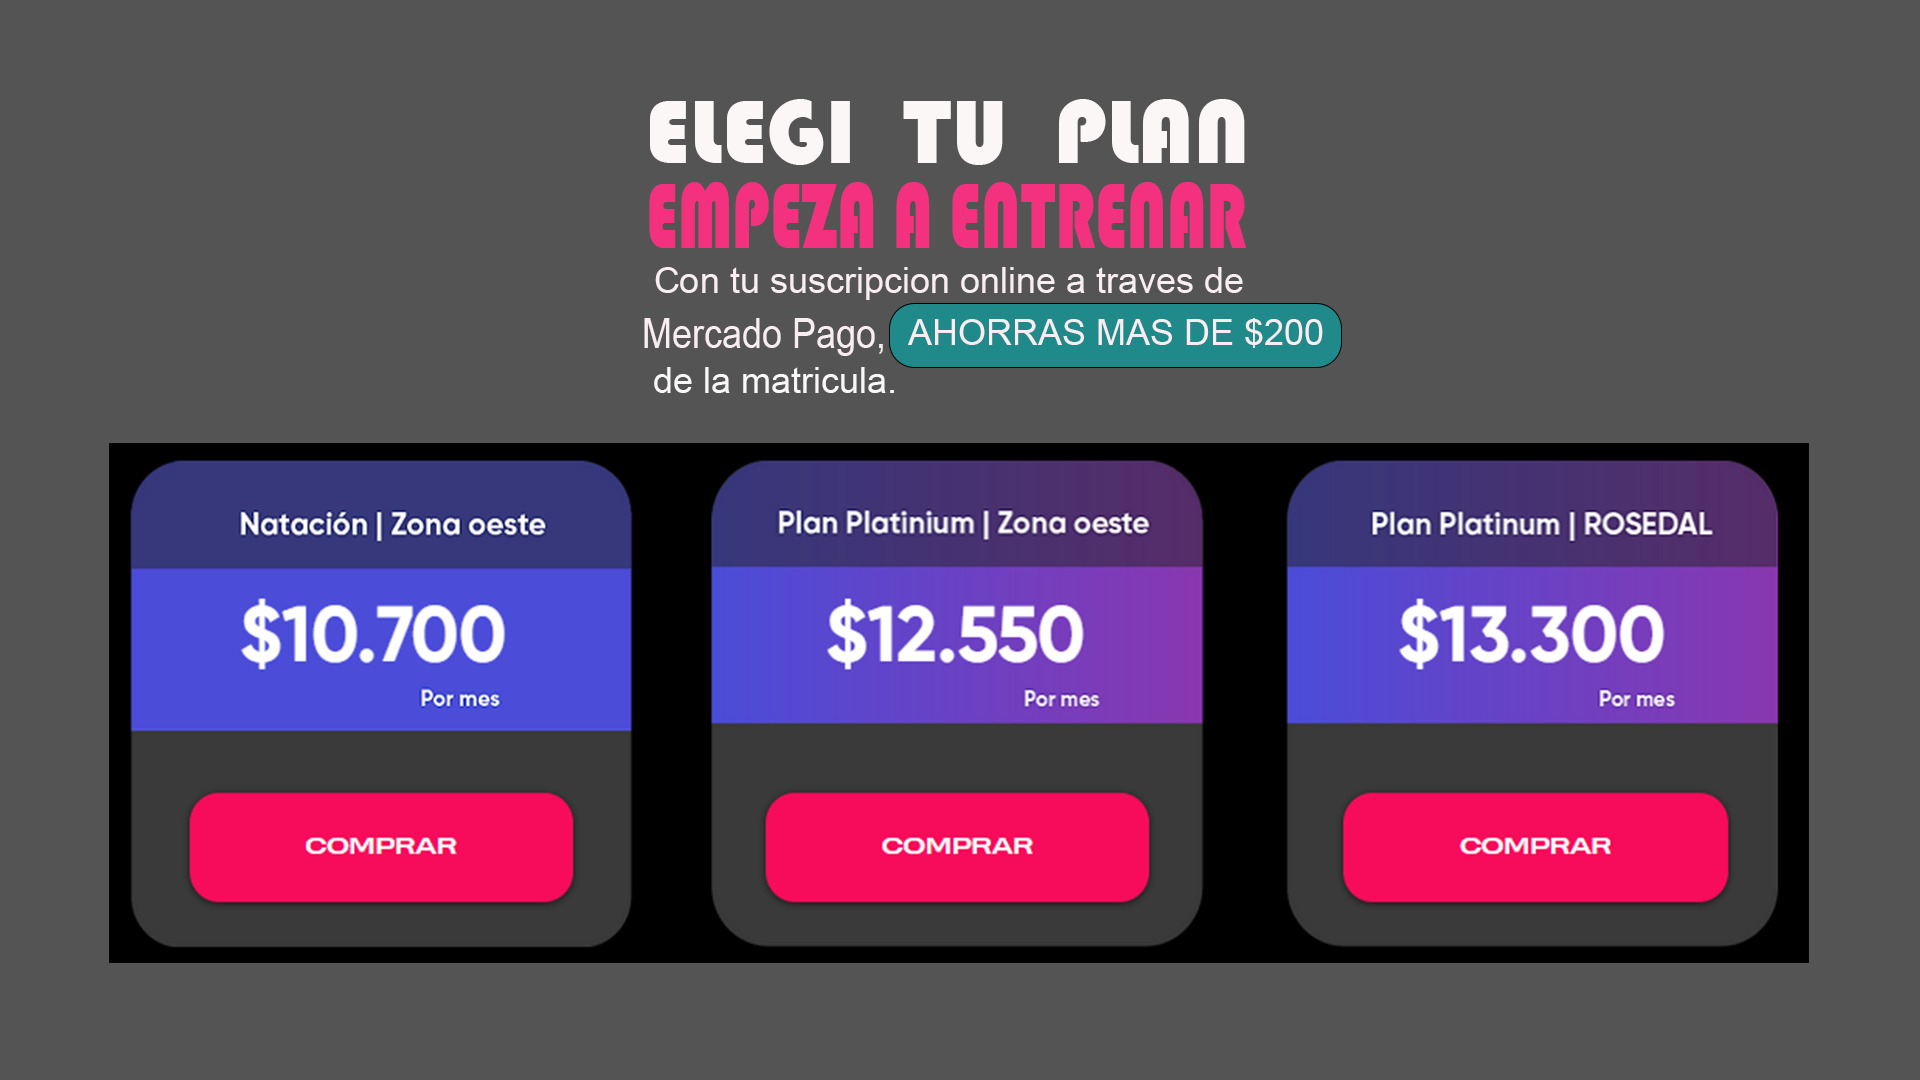 ELEGI TU PLAN
EMPEZA A ENTRENAR
Con tu suscripcion online a traves de
Mercado Pago, AHORRAS MAS DE $200
de la matricula.
Natación | Zona oeste
$10.700
Por mes
COMPRAR
Plan Platinium | Zona oeste
$12.550
Por mes
COMPRAR
Plan Platinum | ROSEDAL
$13.300
Por mes
COMPRAR